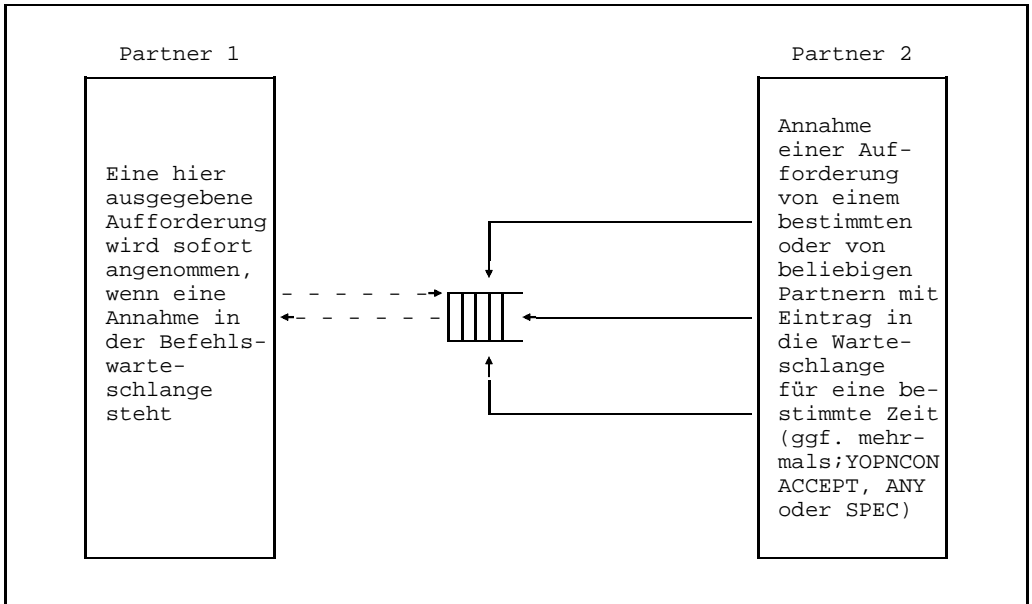 Partner 1
Partner 2
Eine hier
ausgegebene
Aufforderung
wird sofort
angenommen,
wenn eine
Annahme in
der Befehls-
warte-
schlange
steht
Annahme
einer Auf-
forderung
von einem
bestimmten
oder von
beliebigen
Partnern mit
Eintrag in
die Warte-
schlange
für eine be-
stimmte Zeit
(ggf. mehr-
mals;YOPNCON
ACCEPT, ANY
oder SPEC)